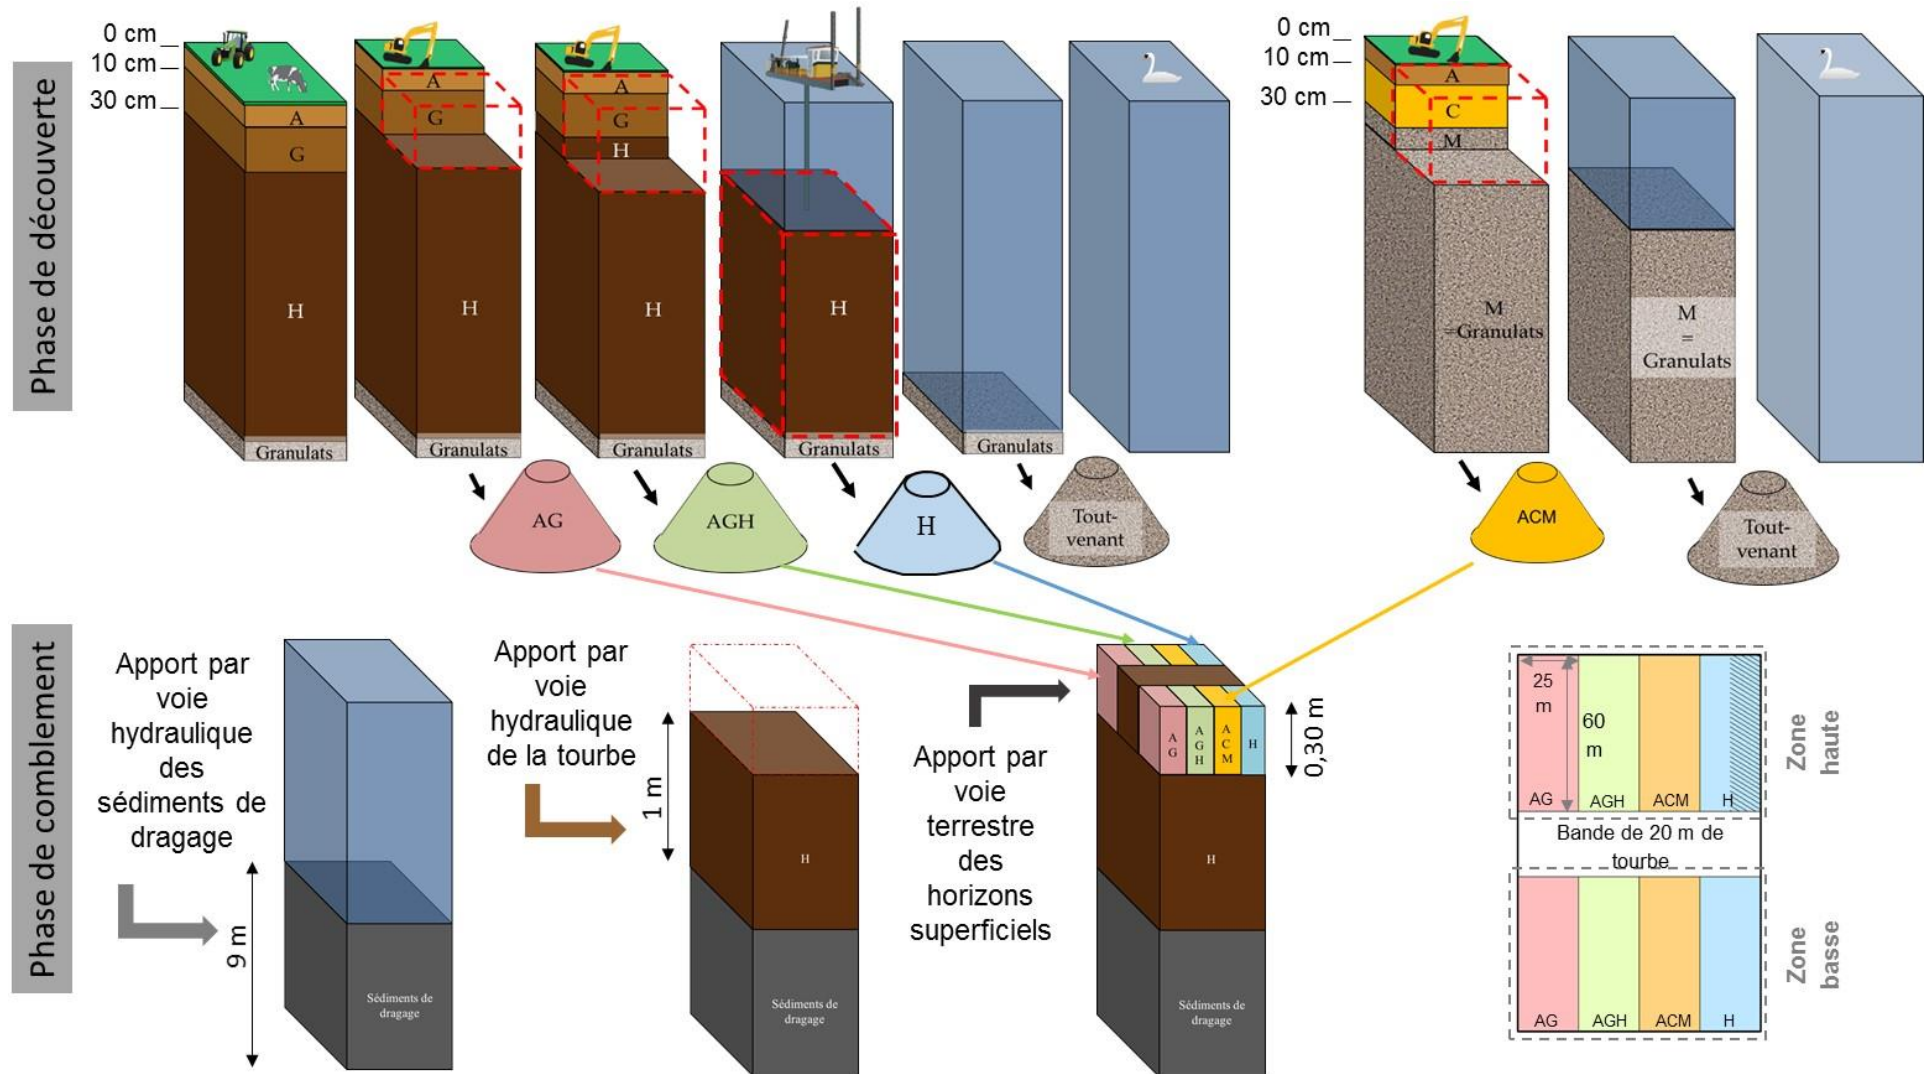 Phase de découverte
0 cm
10 cm
30 cm
A
G
H
Granulats
A
G
H
Granulats
A
G
H
H
Granulats
H
Granulats
Granulats
0 cm
10 cm
30 cm
A
C
M
M
=Granulats
M
=
Granulats
AG
AGH
H
Tout-
venant
ACM
Tout-
venant
Phase de comblement
Apport par
voie
hydraulique
des
sédiments de
dragage
9 m
Sédiments de
dragage
Apport par
voie
hydraulique
de la tourbe
1 m
H
Sédiments de
dragage
Apport par
voie
terrestre
des
horizons
superficiels
A
G
A
G
H
A
C
M
H
0,30 m
H
Sédiments de
dragage
25
m
60
m
AG
AGH
ACM
H
Zone
haute
Bande de 20 m de
tourbe
AG
AGH
ACM
H
Zone
basse